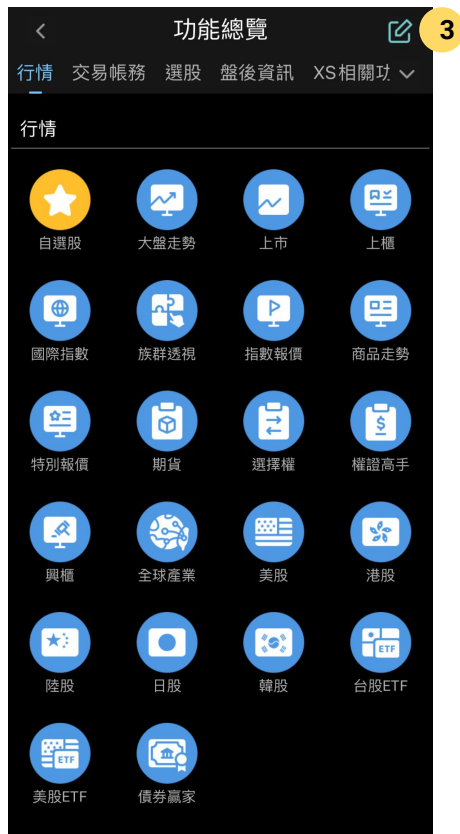 功能總覽
3
行情 交易帳務 選股 盤後資訊 XS相關功
行情
自選股 大盤走勢 上市 上櫃
國際指數 族群透視 指數報價 商品走勢
特別報價 期貨 選擇權 權證高手
$
興櫃 全球產業 美股 港股
ETF
陸股 日股 韓股 台股ETF
ETF
美股ETF 債券贏家